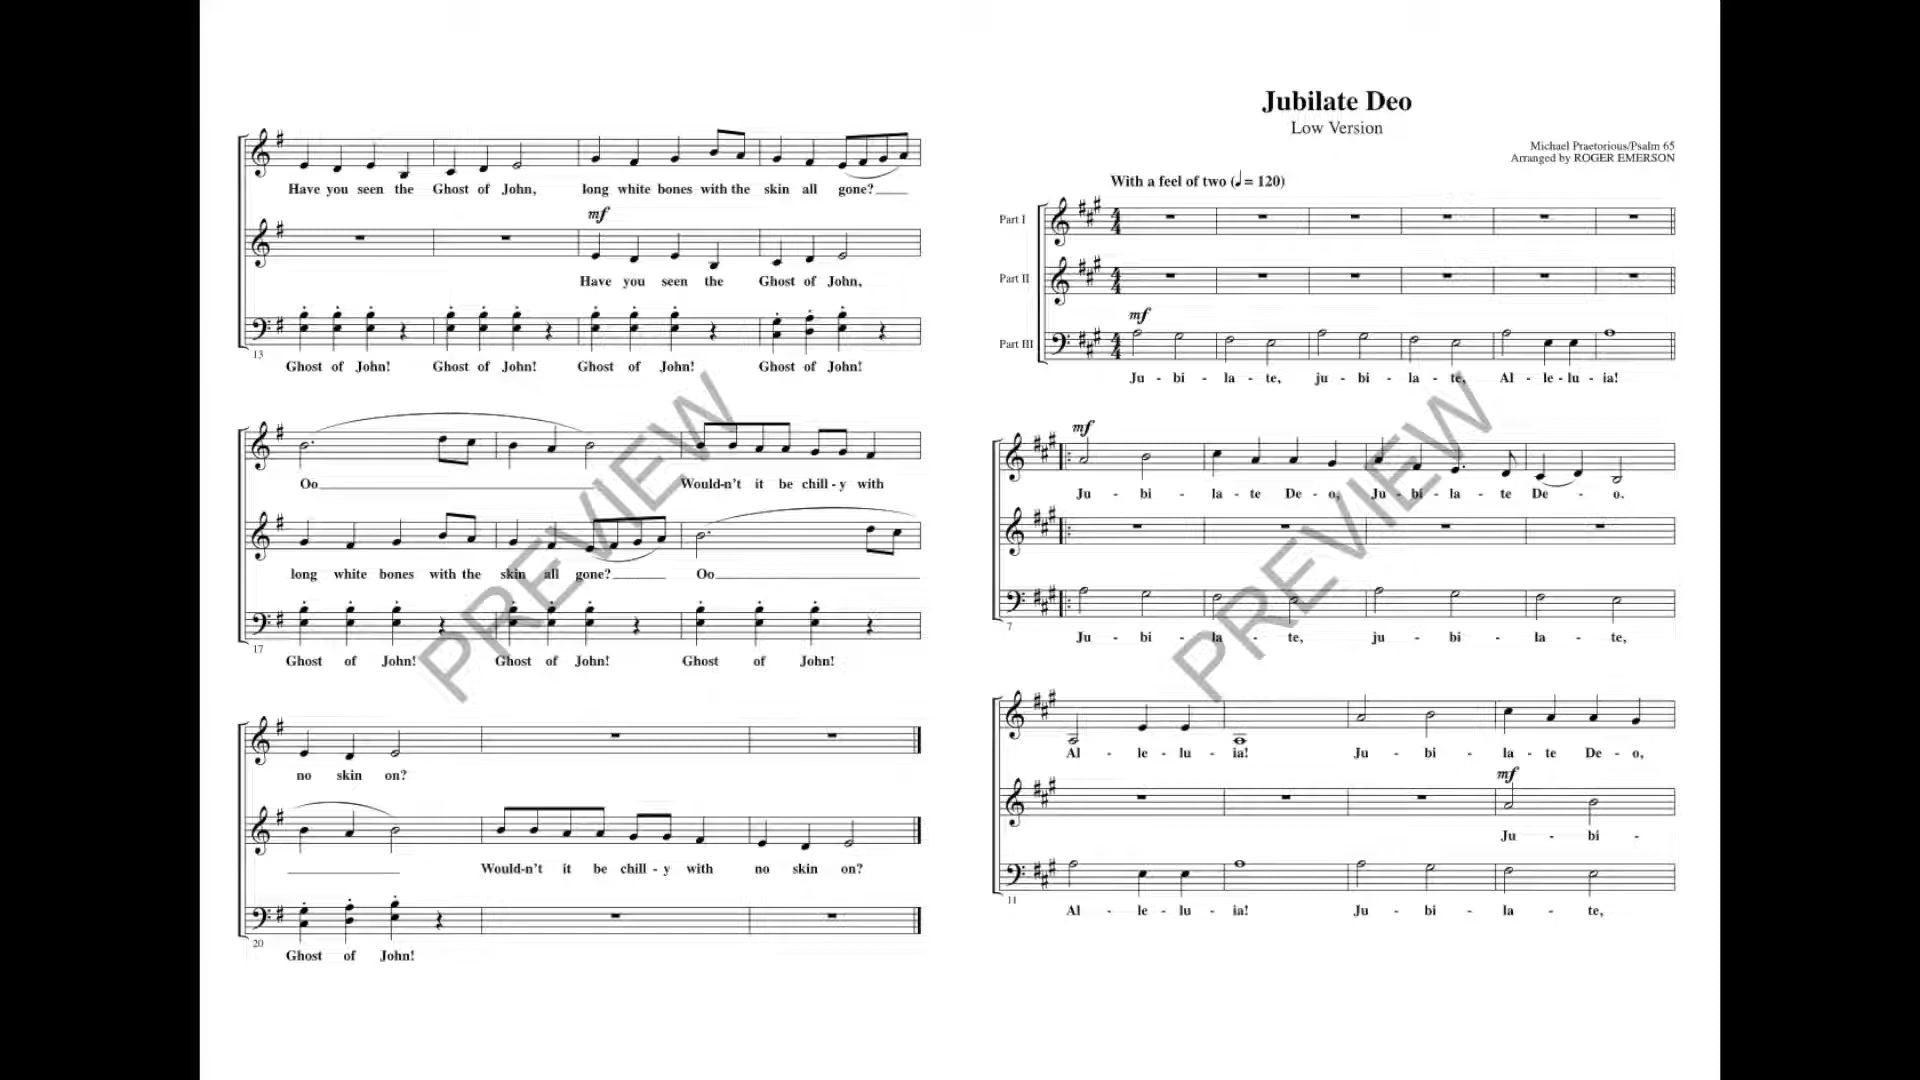 Have you seen the Ghost of John, long white bones with the skin all gone?
mf
Have you seen the Ghost of John,
13
Ghost of John! Ghost of John! Ghost of John! Ghost of John!
Oo Would-n't it be chill - y with
long white bones with the skin all gone? Oo
17
Ghost of John! Ghost of John! Ghost of John!
no skin on?
Would-n't it be chill - y with no skin on?
20
Ghost of John!
PREVIEW
Jubilate Deo
Low Version
Michael Praetorious/Psalm 65
Arranged by ROGER EMERSON
With a feel of two (♩= 120)
Part I
Part II
mf
Part III
Ju - bi - la - te, ju - bi - la - te, Al - le - lu - ia!
mf
Ju - bi - la - te De - o, Ju - bi - la - te De - o.
7
Ju - bi - la - te, ju - bi - la - te,
Al - le - lu - ia! Ju - bi - la - te De - o,
mf
Ju - bi -
11
Al - le - lu - ia! Ju - bi - la - te,
PREVIEW